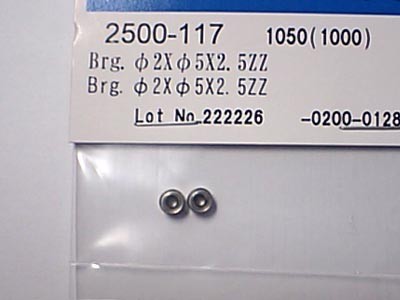 2500-117 1050(1000)
Brg. φ2Xφ5X2. 5ZZ
Brg. φ2Xφ5X2. 5ZZ
Lot No.222226 -0200-0128